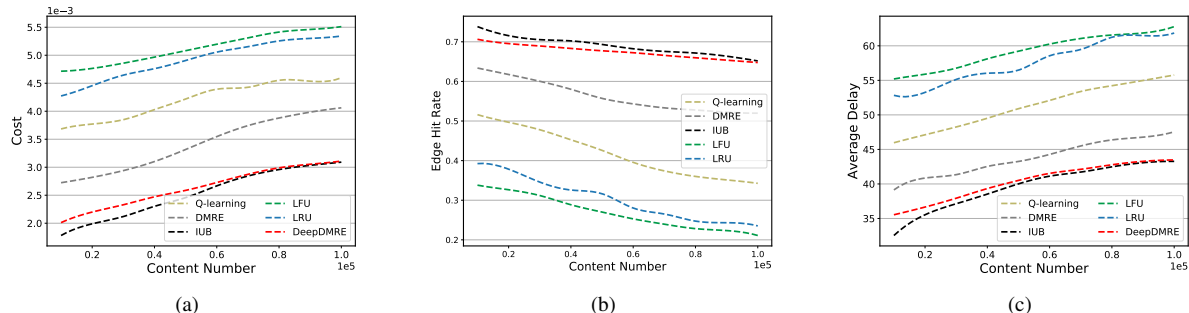 1e−3
5.5
5.0
4.5
4.0
3.5
3.0
2.5
2.0
Cost
Q-learning
DMRE
IUB
LFU
LRU
DeepDMRE
0.2 0.4 0.6 0.8 1.0
1e5
Content Number
(a)
0.7
0.6
0.5
0.4
0.3
0.2
Edge Hit Rate
Q-learning
DMRE
IUB
LFU
LRU
0.2 0.4 0.6 0.8 1.0
1e5
Content Number
(b)
60
55
50
45
40
35
Average Delay
Q-learning
DMRE
IUB
LFU
LRU
DeepDMRE
0.2 0.4 0.6 0.8 1.0
1e5
Content Number
(c)